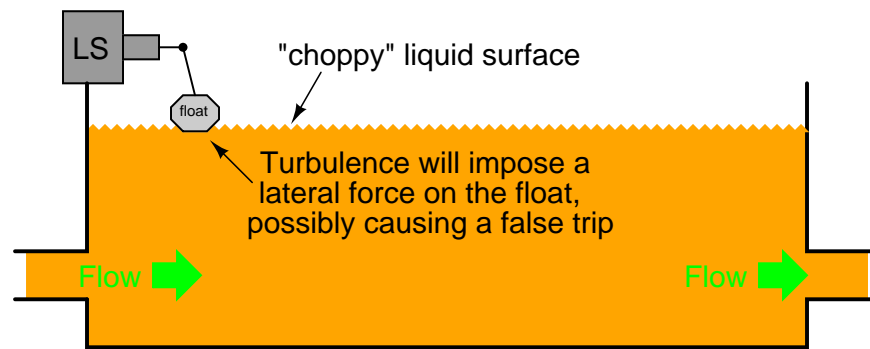 LS
"choppy" liquid surface
float
Turbulence will impose a
lateral force on the float,
possibly causing a false trip
Flow
Flow